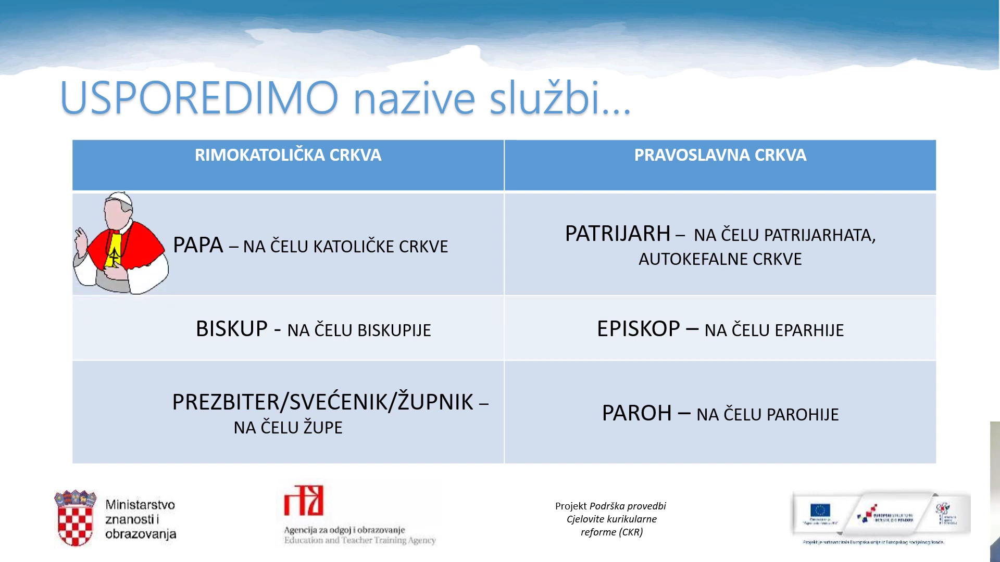 USPOREDIMO nazive službi...
RIMOKATOLIČKA CRKVA
PRAVOSLAVNA CRKVA
PAPA – NA ČELU KATOLIČKE CRKVE
PATRIJARH – NA ČELU PATRIJARHATA,
AUTOKEFALNE CRKVE
BISKUP - NA ČELU BISKUPIJE
EPISKOP – NA ČELU EPARHIJE
PREZBITER/SVEĆENIK/ŽUPNIK –
NA ČELU ŽUPE
PAROH – NA ČELU PAROHIJE
Ministarstvo
znanosti i
obrazovanja
Agencija za odgoj i obrazovanje
Education and Teacher Training Agency
Projekt Podrška provedbi
Cjelovite kurikularne
reforme (CKR)
Projekt je sufinancirala Europska unija iz Europskog socijalnog fonda.